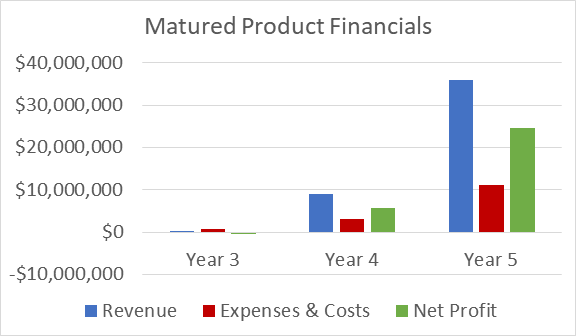 Matured Product Financials
$40,000,000
$30,000,000
$20,000,000
$10,000,000
$0
-$10,000,000
Year 3 Year 4 Year 5
Revenue Expenses & Costs Net Profit